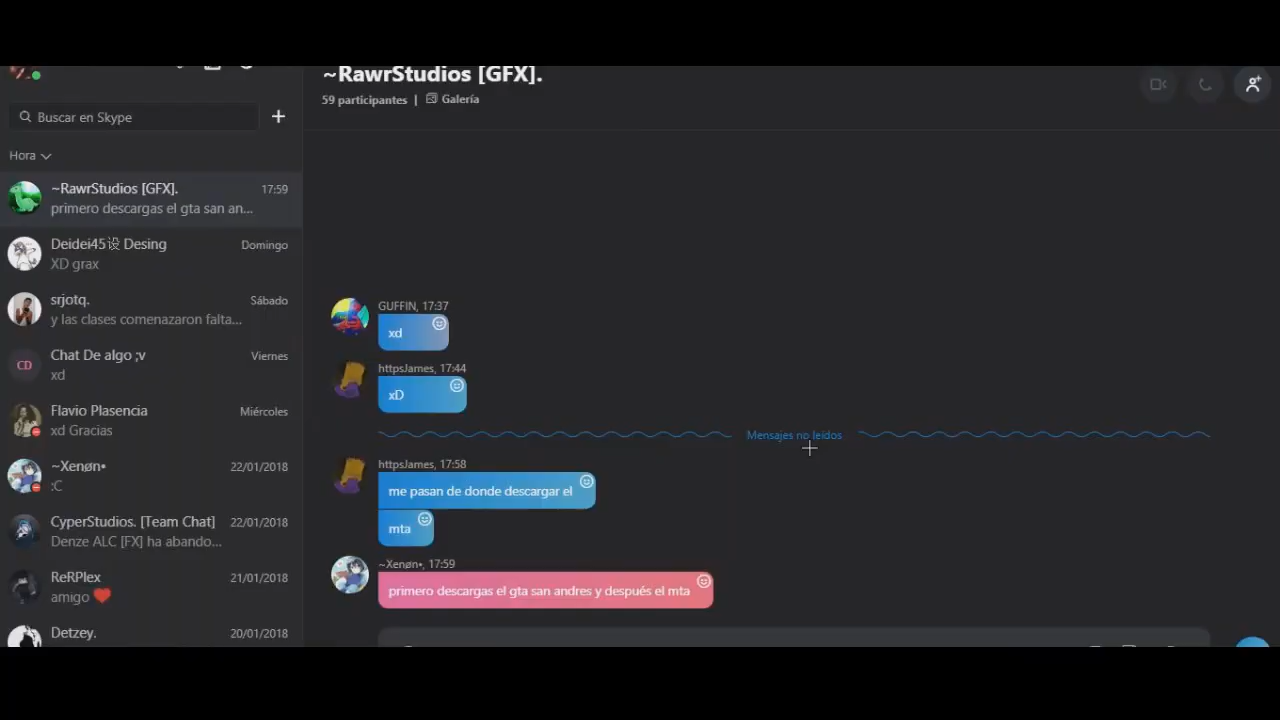 ~RawrStudios [GFX].
59 participantes | Galería
Buscar en Skype
Hora
~RawrStudios [GFX]. 17:59
primero descargas el gta san an...
Deidei45 Desing Domingo
XD grax
srjotq. Sábado
y las clases comenazaron falta...
Chat De algo ;v Viernes
CD
xd
Flavio Plasencia Miércoles
xd Gracias
~Xenøn• 22/01/2018
:C
CyperStudios. [Team Chat] 22/01/2018
Denze ALC [FX] ha abando...
ReRPlex 21/01/2018
amigo ❤️
Detzey. 20/01/2018
GUFFIN, 17:37
xd
httpsJames, 17:44
xD
Mensajes no leídos
httpsJames, 17:58
me pasan de donde descargar el
mta
~Xenøn•, 17:59
primero descargas el gta san andres y después el mta